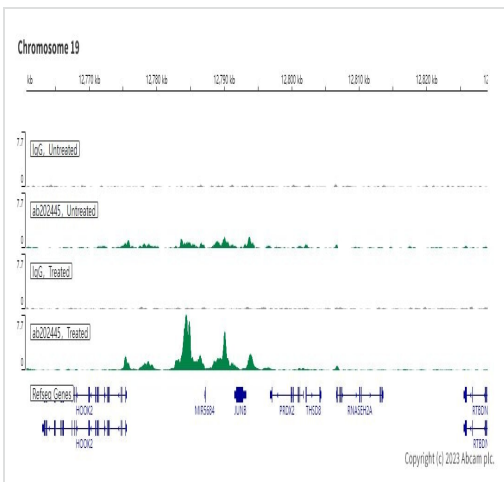 Chromosome 19
kb 12,770 kb 12,780 kb 12,790 kb 12,800 kb 12,810 kb 12,820 kb 12
7.7
IgG, Untreated
0
7.7
ab202445, Untreated
0
7.7
IgG, Treated
0
7.7
ab202445, Treated
0
Refseq Genes
HOOK2 MIR5684 JUNB PRDX2 THSD8 RNASEH2A RTBDN
HOOK2 RTBDN
Copyright (c) 2023 Abcam plc.